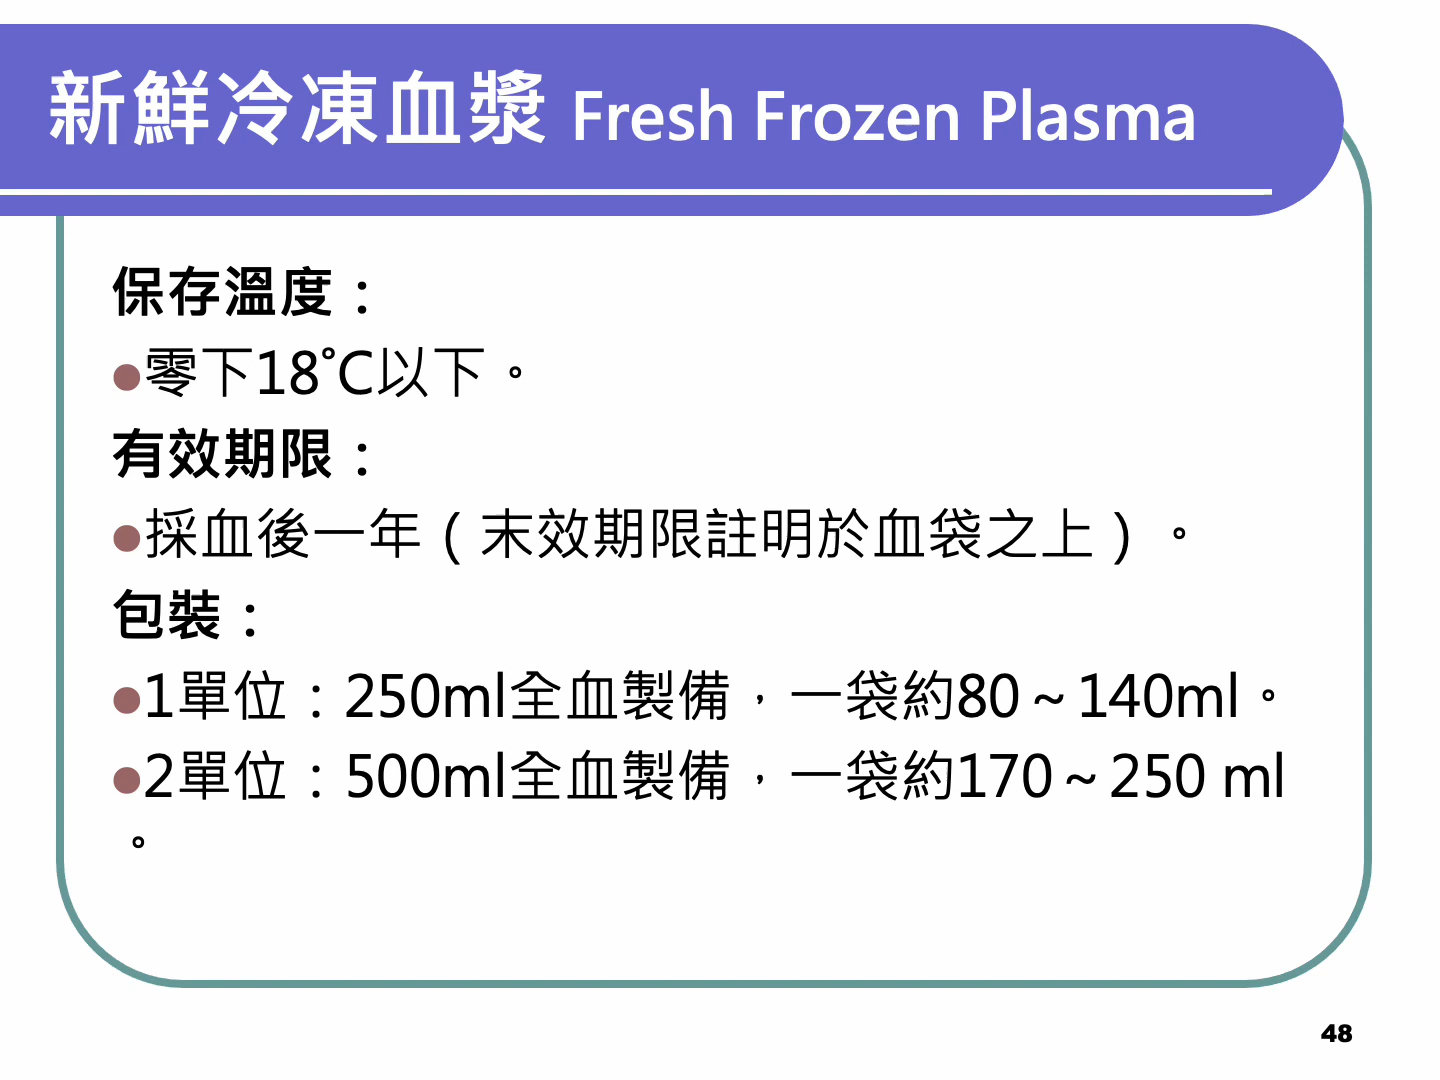 新鮮冷凍血漿 Fresh Frozen Plasma
保存溫度：
●零下18˚C以下。
有效期限：
●採血後一年（末效期限註明於血袋之上）。
包裝：
●1單位：250ml全血製備，一袋約80～140ml。
●2單位：500ml全血製備，一袋約170～250 ml
。
48